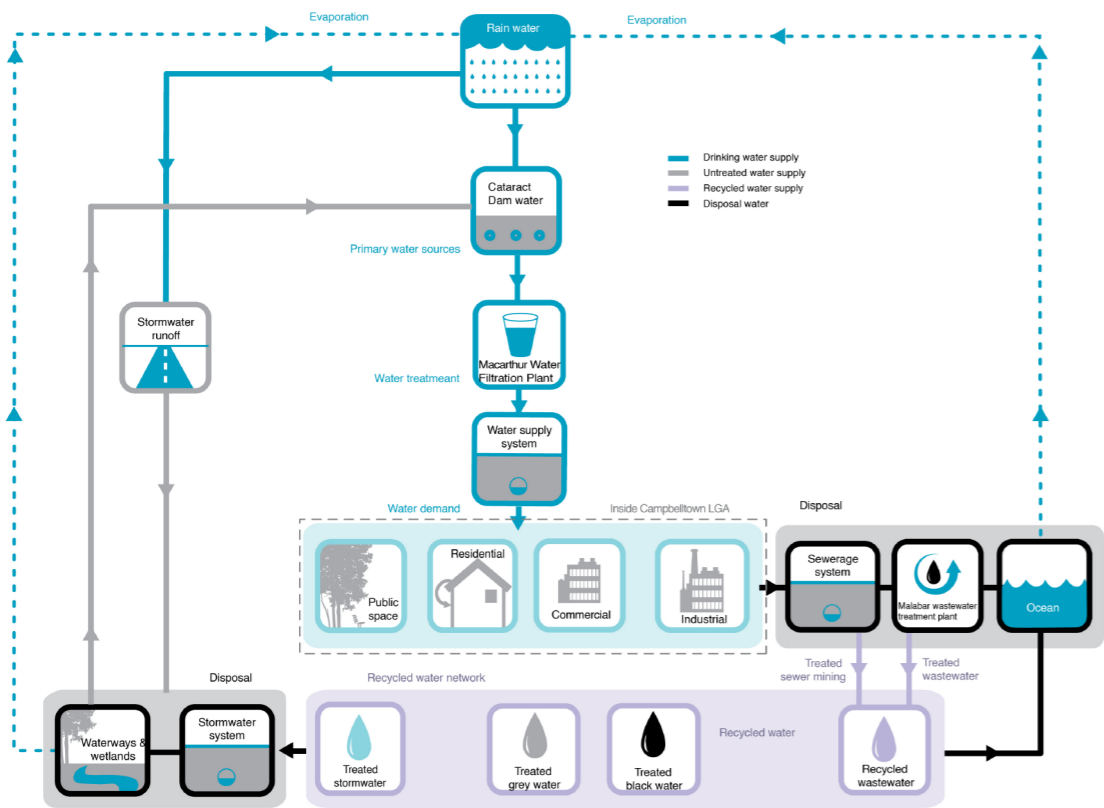 Evaporation
Rain water
Evaporation
Drinking water supply
Untreated water supply
Recycled water supply
Disposal water
Cataract
Dam water
Primary water sources
Stormwater
runoff
Macarthur Water
Filtration Plant
Water treatmeant
Water supply
system
Water demand
Inside Campbelltown LGA
Disposal
Public
space
Residential
Commercial
Industrial
Sewerage
system
Malabar wastewater
treatment plant
Ocean
Treated
sewer mining
Treated
wastewater
Disposal
Recycled water network
Waterways &
wetlands
Stormwater
system
Treated
stormwater
Treated
grey water
Treated
black water
Recycled water
Recycled
wastewater